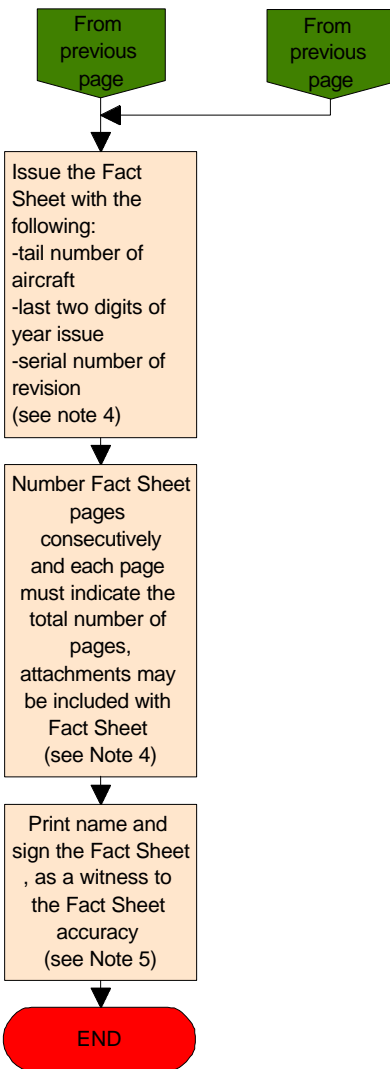 From
previous
page
From
previous
page
Issue the Fact
Sheet with the
following:
-tail number of
aircraft
-last two digits of
year issue
-serial number of
revision
(see note 4)
Number Fact Sheet
pages
consecutively
and each page
must indicate the
total number of
pages,
attachments may
be included with
Fact Sheet
(see Note 4)
Print name and
sign the Fact Sheet
, as a witness to
the Fact Sheet
accuracy
(see Note 5)
END